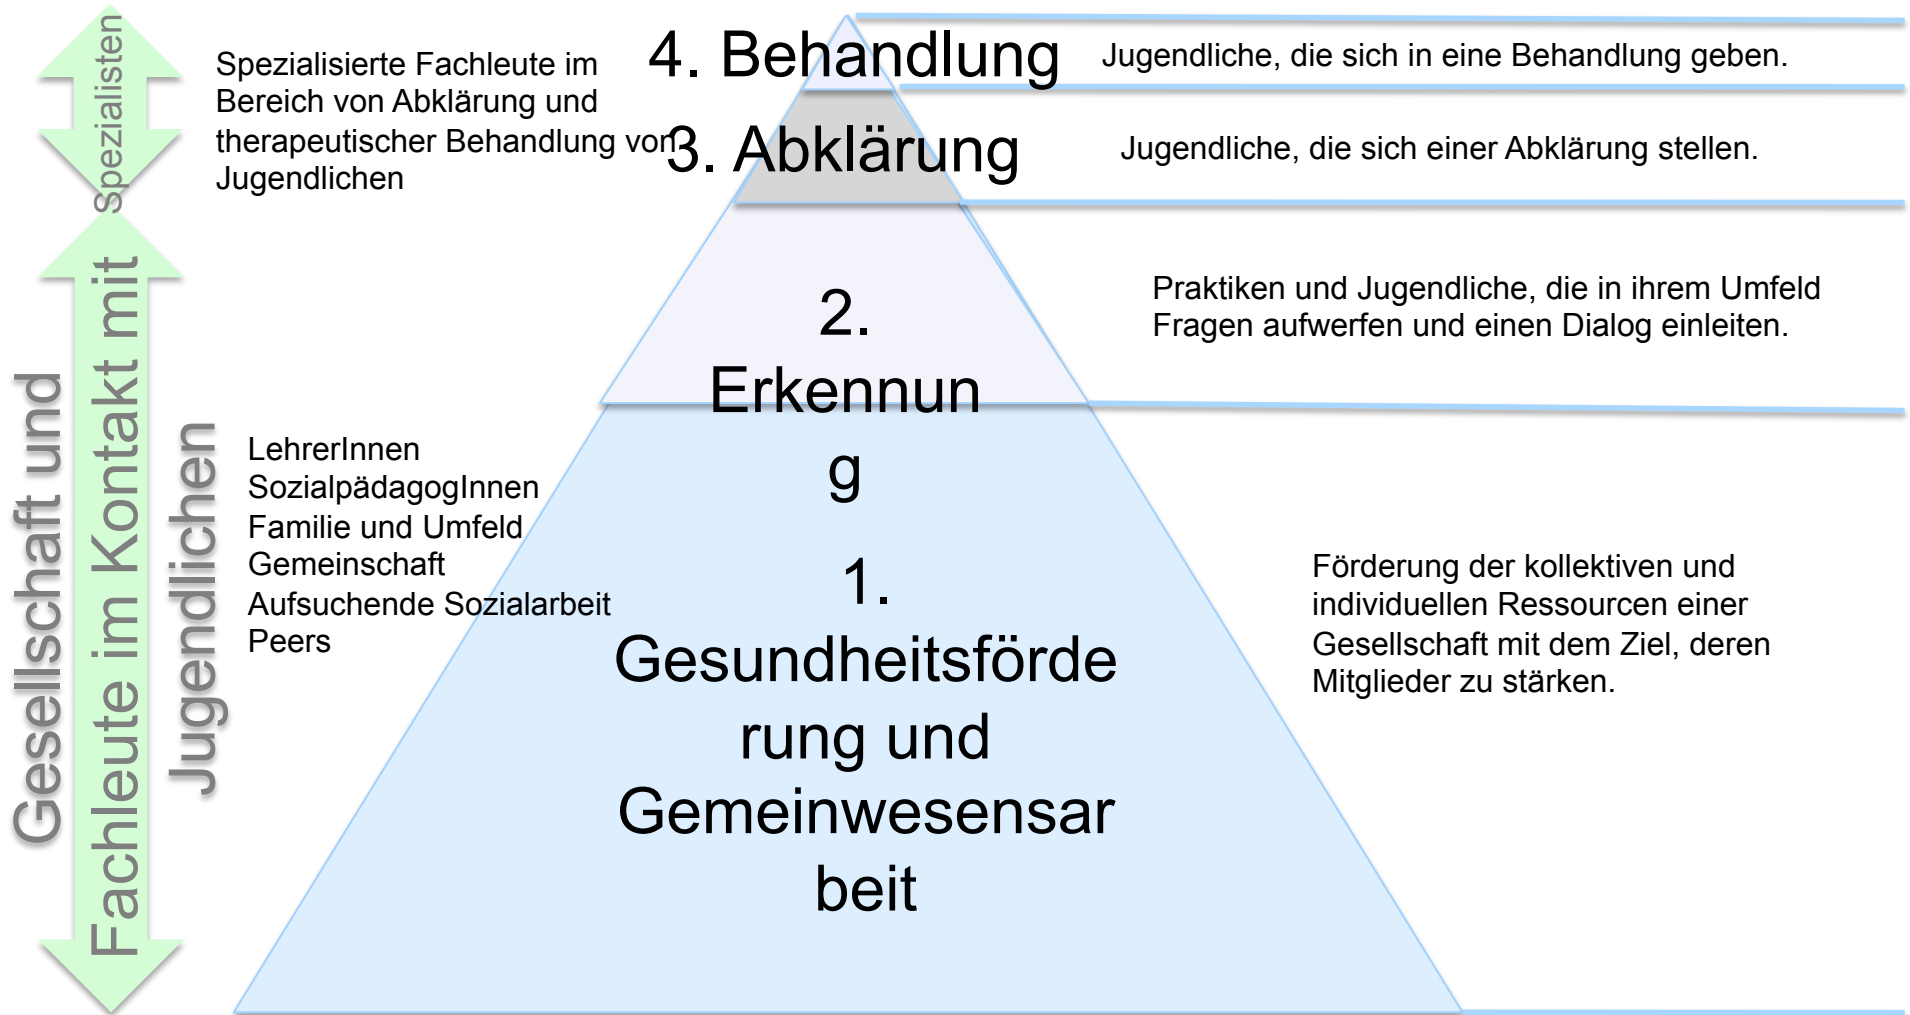 Spezialisten
Spezialisierte Fachleute im
Bereich von Abklärung und
therapeutischer Behandlung von
Jugendlichen
4. Behandlung
Jugendliche, die sich in eine Behandlung geben.
3. Abklärung
Jugendliche, die sich einer Abklärung stellen.
2.
Erkennun
g
Praktiken und Jugendliche, die in ihrem Umfeld
Fragen aufwerfen und einen Dialog einleiten.
Gesellschaft und
Fachleute im Kontakt mit
Jugendlichen
LehrerInnen
SozialpädagogInnen
Familie und Umfeld
Gemeinschaft
Aufsuchende Sozialarbeit
Peers
1.
Gesundheitsförde
rung und
Gemeinwesensar
beit
Förderung der kollektiven und
individuellen Ressourcen einer
Gesellschaft mit dem Ziel, deren
Mitglieder zu stärken.